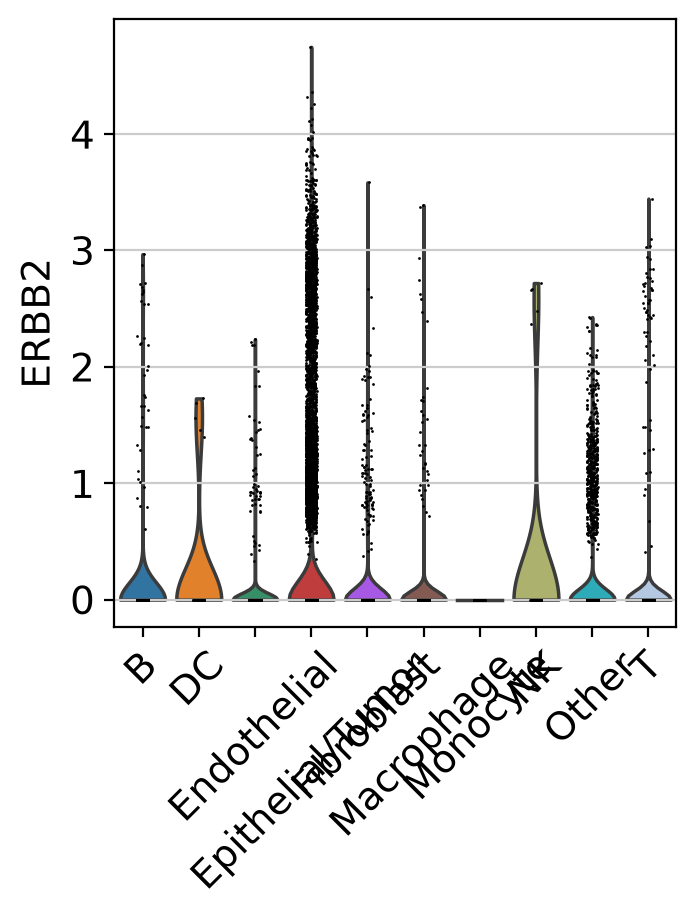 ERBB2
4
3
2
1
0
B
DC
Endothelial
Epithelial/Tumor
Fibroblast
Macrophage
Monocyte
NK
Other
T